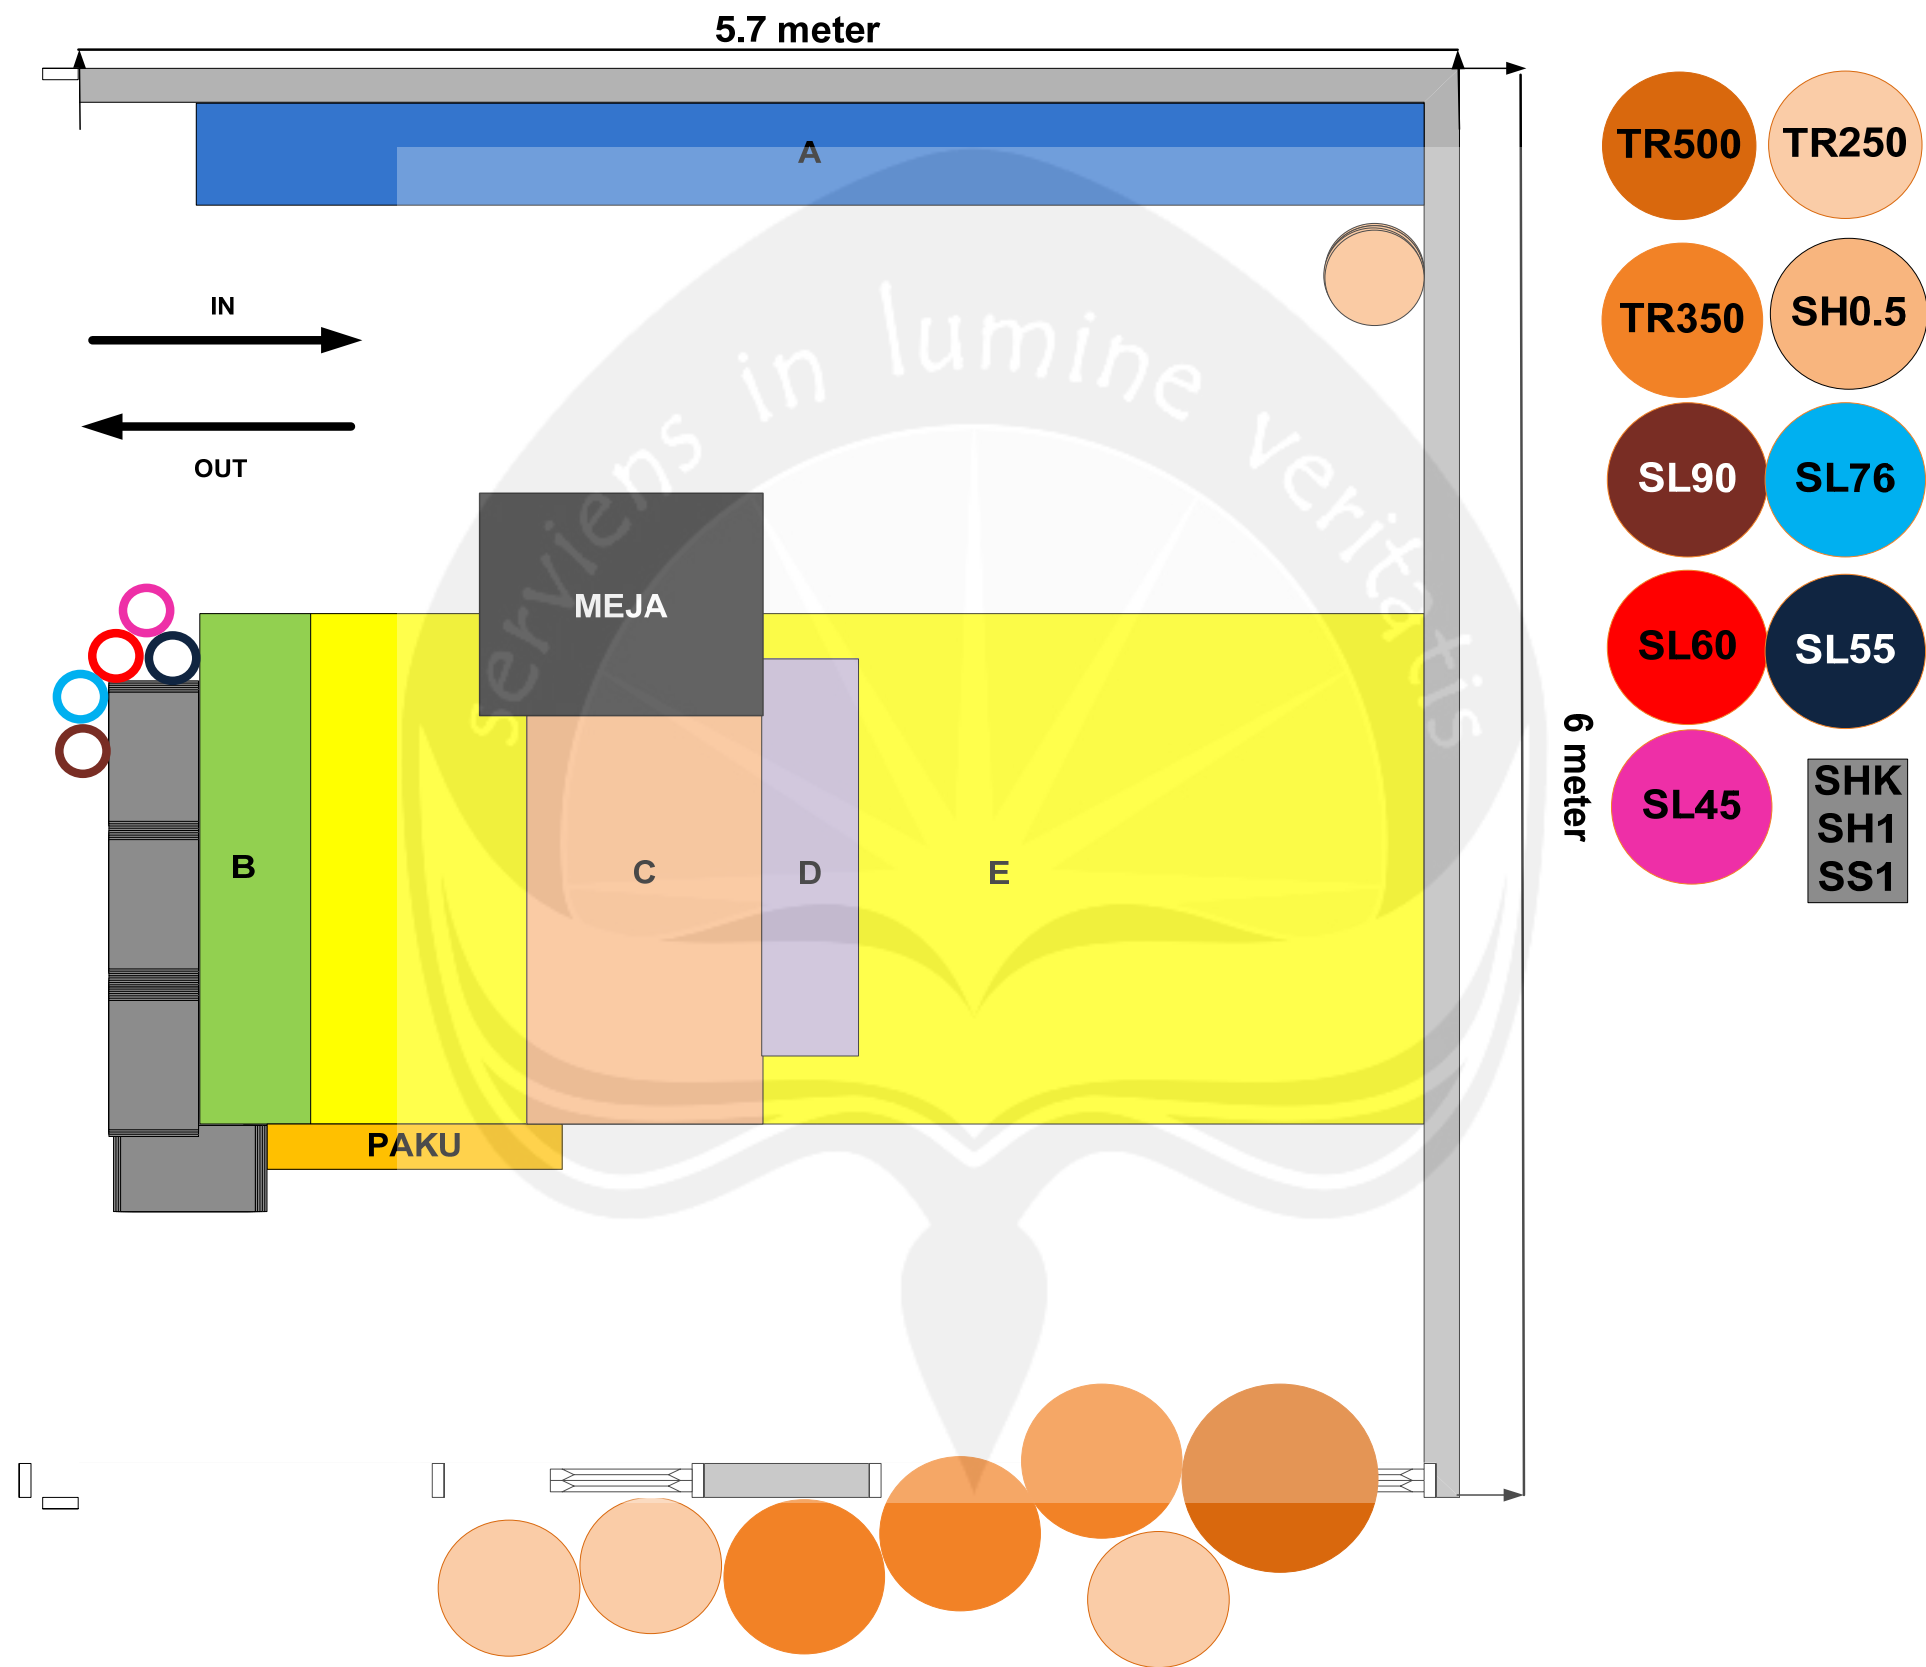 5.7 meter
A
IN
OUT
MEJA
B
C
D
E
PAKU
6 meter
TR500
TR250
TR350
SH0.5
SL90
SL76
SL60
SL55
SL45
SHK
SH1
SS1
serviens in lumine veritatis